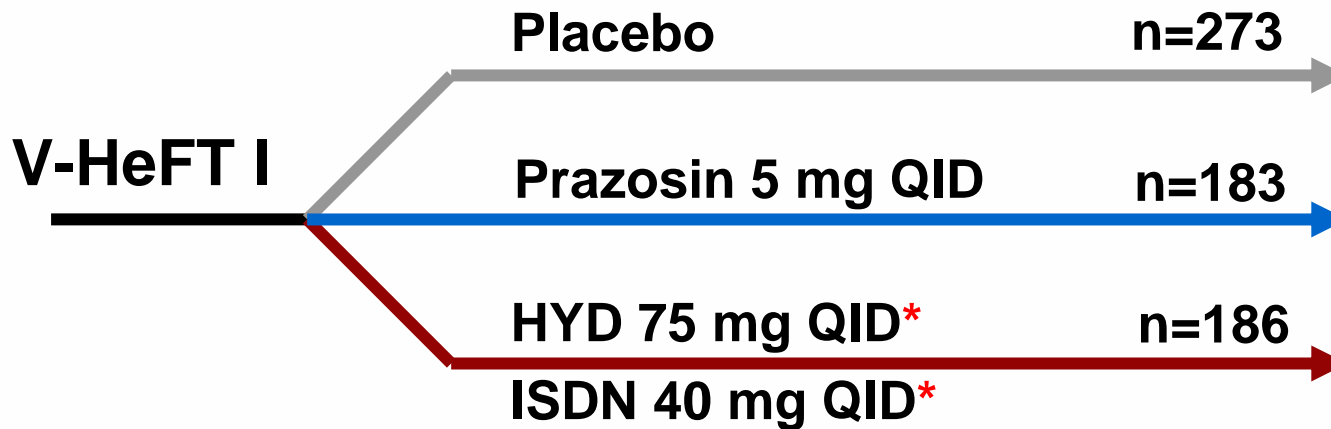 Placebo n=273
V-HeFT I
Prazosin 5 mg QID n=183
HYD 75 mg QID* n=186
ISDN 40 mg QID*